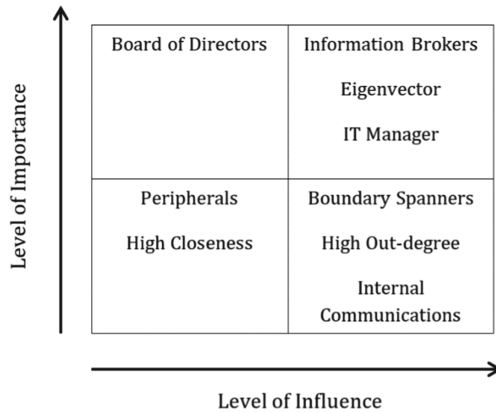 Level of Importance
Board of Directors
Information Brokers
Eigenvector
IT Manager
Peripherals
High Closeness
Boundary Spanners
High Out-degree
Internal
Communications
Level of Influence